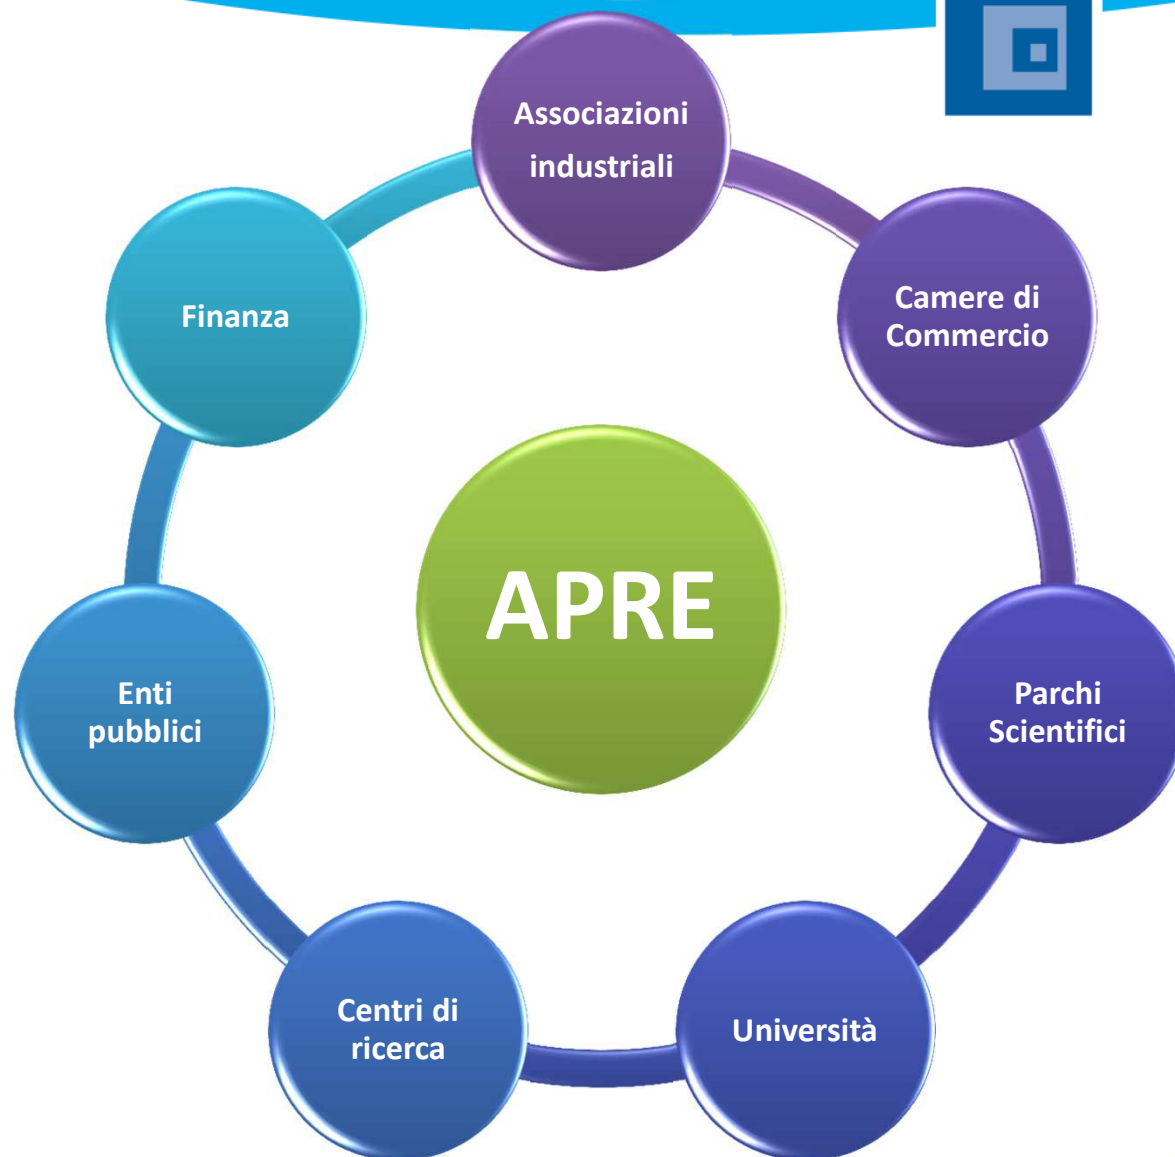 Associazioni
industriali
Camere di
Commercio
Parchi
Scientifici
Università
Centri di
ricerca
Enti
pubblici
Finanza
APRE